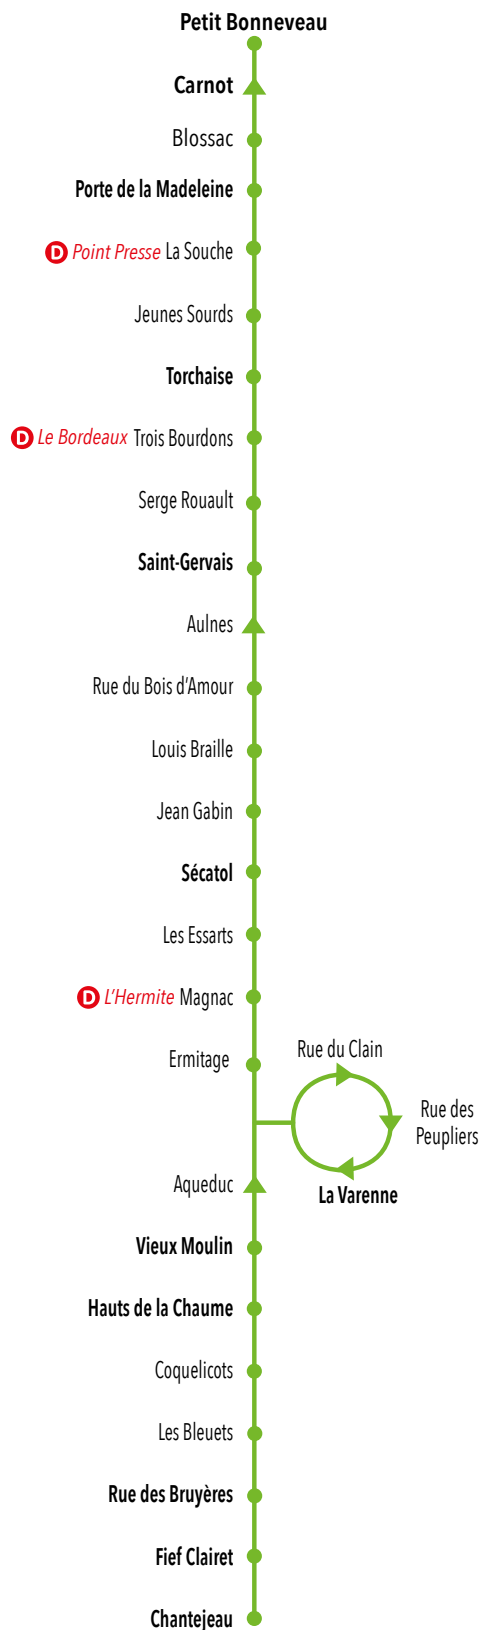 Petit Bonneveau
Carnot
Blossac
Porte de la Madeleine
D Point Presse La Souche
Jeunes Sourds
Torchaise
D Le Bordeaux Trois Bourdons
Serge Rouault
Saint-Gervais
Aulnes
Rue du Bois d'Amour
Louis Braille
Jean Gabin
Sécatol
Les Essarts
D L'Hermite Magnac
Ermitage
Rue du Clain
Rue des
Peupliers
La Varenne
Aqueduc
Vieux Moulin
Hauts de la Chaume
Coquelicots
Les Bleuets
Rue des Bruyères
Fief Clairet
Chantejeau